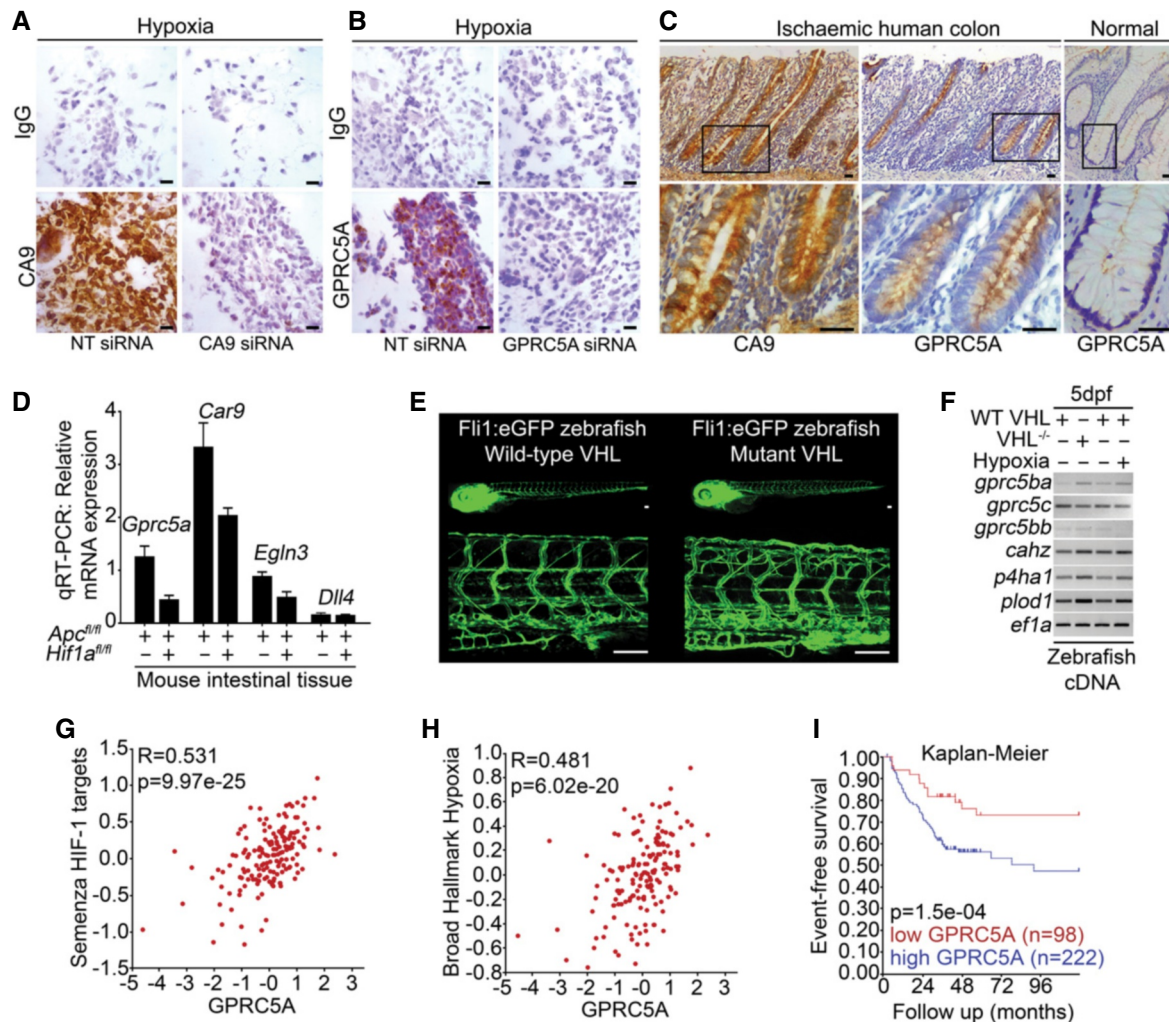 A
Hypoxia
IgG
CA9
NT siRNA
CA9 siRNA
B
Hypoxia
IgG
GPRC5A
NT siRNA
GPRC5A siRNA
C
Ischaemic human colon
Normal
CA9
GPRC5A
GPRC5A
D
qRT-PCR: Relative
mRNA expression
4
3
2
1
0
Gprc5a
Car9
Egln3
Dll4
Apc fl/fl + + + + + + + +
Hif1a fl/fl − + − + − + − +
Mouse intestinal tissue
E
Fli1:eGFP zebrafish
Wild-type VHL
Fli1:eGFP zebrafish
Mutant VHL
F
5dpf
WT VHL + − + +
VHL-/- − + − −
Hypoxia − − − +
gprc5ba
gprc5c
gprc5bb
cahz
p4ha1
plod1
ef1a
Zebrafish
cDNA
G
Semenza HIF-1 targets
1.5
1.0
0.5
0.0
-0.5
-1.0
-1.5
R=0.531
p=9.97e-25
-5 -4 -3 -2 -1 0 1 2 3
GPRC5A
H
Broad Hallmark Hypoxia
1.0
0.8
0.6
0.4
0.2
0.0
-0.2
-0.4
-0.6
-0.8
R=0.481
p=6.02e-20
-5 -4 -3 -2 -1 0 1 2 3
GPRC5A
I
Kaplan-Meier
Event-free survival
1.00
0.90
0.80
0.70
0.60
0.50
0.40
0.30
0.20
0.10
0.00
p=1.5e-04
low GPRC5A (n=98)
high GPRC5A (n=222)
0 24 48 72 96
Follow up (months)